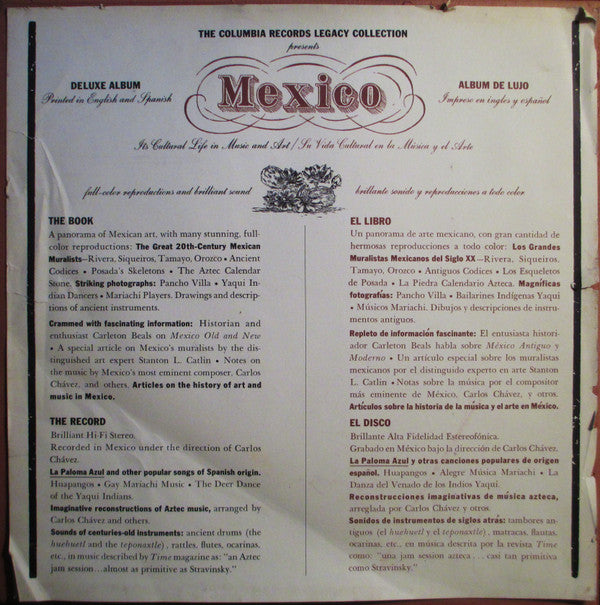 THE COLUMBIA RECORDS LEGACY COLLECTION
presents
DELUXE ALBUM
Printed in English and Spanish
Mexico
ALBUM DE LUJO
Impreso en ingles y español
Its Cultural Life in Music and Art / Su Vida Cultural en la Música y el Arte
full-color reproductions and brilliant sound
brillante sonido y reproducciones a todo color
THE BOOK
A panorama of Mexican art, with many stunning, full-
color reproductions: The Great 20th-Century Mexican
Muralists—Rivera, Siqueiros, Tamayo, Orozco • Ancient
Codices • Posada's Skeletons • The Aztec Calendar
Stone. Striking photographs: Pancho Villa • Yaqui In-
dian Dancers • Mariachi Players. Drawings and descrip-
tions of ancient instruments.
Crammed with fascinating information: Historian and
enthusiast Carleton Beals on Mexico Old and New
• A special article on Mexico's muralists by the dis-
tinguished art expert Stanton L. Catlin • Notes on
the music by Mexico's most eminent composer, Carlos
Chávez, and others. Articles on the history of art and
music in Mexico.
THE RECORD
Brilliant Hi-Fi Stereo.
Recorded in Mexico under the direction of Carlos
Chávez.
La Paloma Azul and other popular songs of Spanish origin.
Huapangos • Gay Mariachi Music • The Deer Dance
of the Yaqui Indians.
Imaginative reconstructions of Aztec music, arranged by
Carlos Chávez and others.
Sounds of centuries-old instruments: ancient drums (the
huehuetl and the teponaxtle), rattles, flutes, ocarinas,
etc., in music described by Time magazine as: "an Aztec
jam session...almost as primitive as Stravinsky."
EL LIBRO
Un panorama de arte mexicano, con gran cantidad de
hermosas reproducciones a todo color: Los Grandes
Muralistas Mexicanos del Siglo XX—Rivera, Siqueiros,
Tamayo, Orozco • Antiguos Codices • Los Esqueletos
de Posada • La Piedra Calendario Azteca. Magníficas
fotografías: Pancho Villa • Bailarines Indígenas Yaqui
• Músicos Mariachi. Dibujos y descripciones de instru-
mentos antiguos.
Repleto de información fascinante: El entusiasta histori-
ador Carleton Beals habla sobre México Antiguo y
Moderno • Un artículo especial sobre los muralistas
mexicanos por el distinguido experto en arte Stanton
L. Catlin • Notas sobre la música por el compositor
más eminente de México, Carlos Chávez, y otros.
Artículos sobre la historia de la música y el arte en México.
EL DISCO
Brillante Alta Fidelidad Estereofónica.
Grabado en México bajo la dirección de Carlos Chávez.
La Paloma Azul y otras canciones populares de origen
español. Huapangos • Alegre Música Mariachi • La
Danza del Venado de los Indios Yaqui.
Reconstrucciones imaginativas de música azteca,
arreglada por Carlos Chávez y otros.
Sonidos de instrumentos de siglos atrás: tambores an-
tiguos (el huehuetl y el teponaxtle), matracas, flautas,
ocarinas, etc., en música descrita por la revista Time
como: "una jam session azteca . . . casi tan primitiva
como Stravinsky."